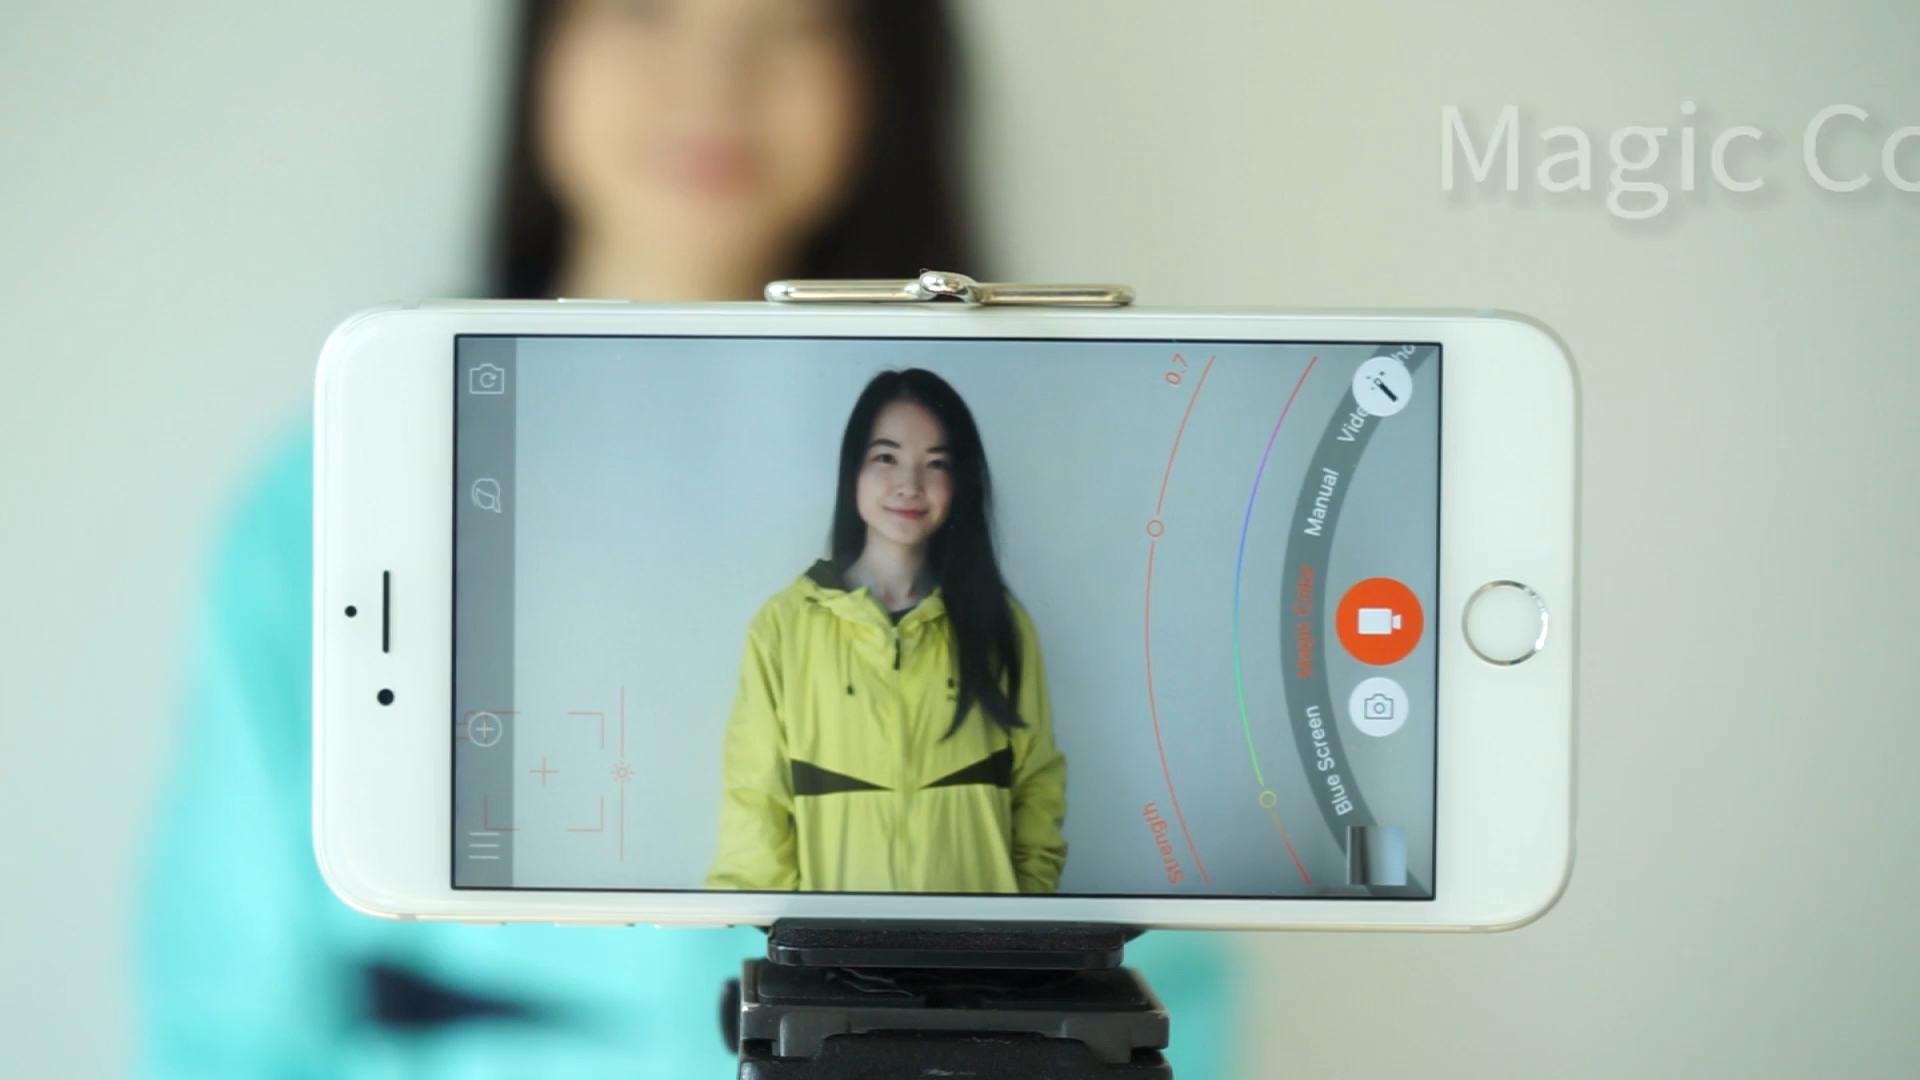 Magic Co
0.7
Strength
Manual
Magic Color
Blue Screen